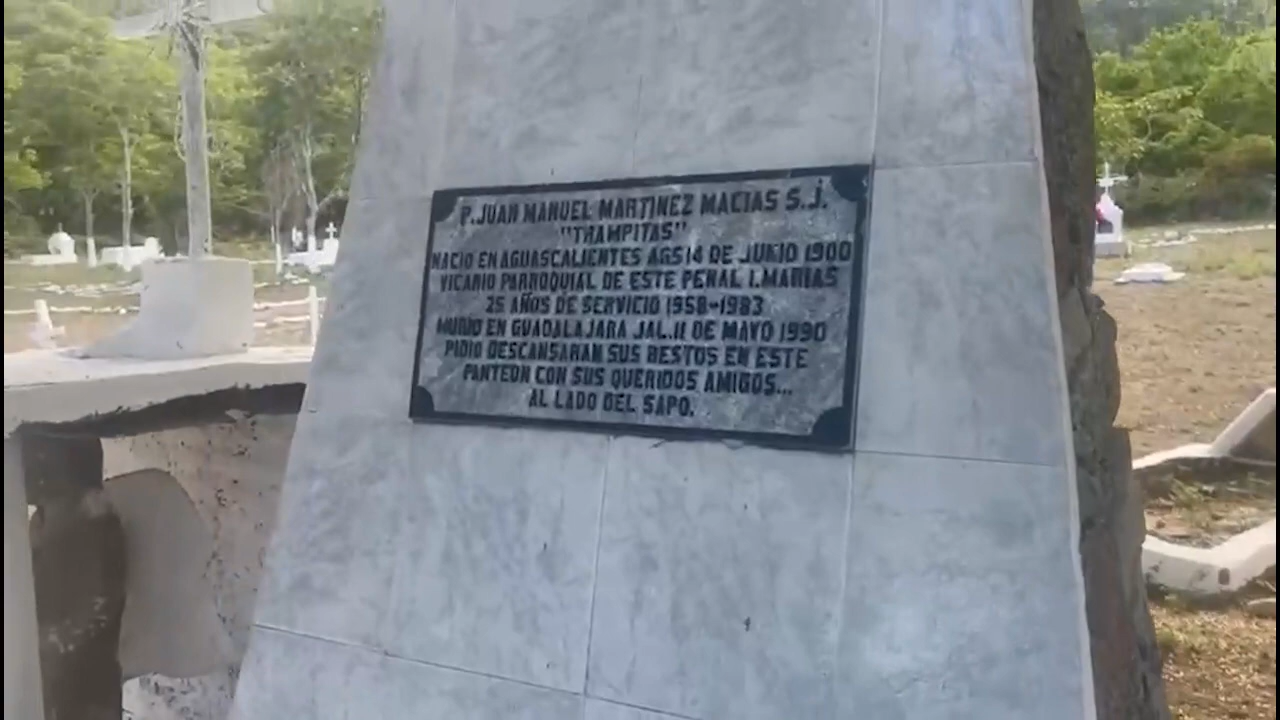 P. JUAN MANUEL MARTINEZ MACIAS S.J.
"TRAMPITAS"
NACIO EN AGUASCALIENTES AGS 14 DE JUNIO 1900
VICARIO PARROQUIAL DE ESTE PENAL I. MARIAS
25 AÑOS DE SERVICIO 1958-1983
MURIO EN GUADALAJARA JAL. 11 DE MAYO 1990
PIDIO DESCANSARAN SUS RESTOS EN ESTE
PANTEON CON SUS QUERIDOS AMIGOS...
AL LADO DEL SAPO.